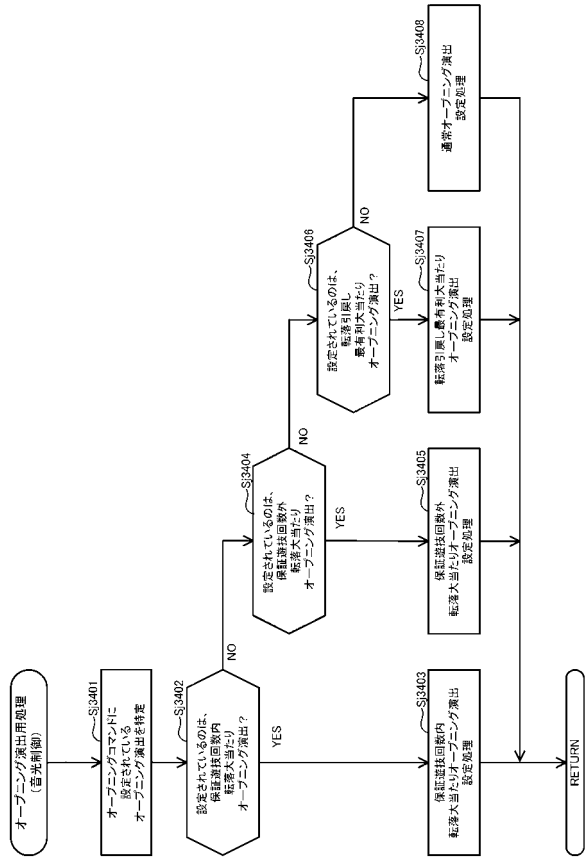 オープニング演出用処理
（音光制御）
Sj3401
オープニングコマンドに
設定されている
オープニング演出を特定
Sj3402
設定されているのは、
保証遊技回数内
転落大当たり
オープニング演出？
NO
YES
Sj3403
保証遊技回数内
転落大当たりオープニング演出
設定処理
Sj3404
設定されているのは、
保証遊技回数外
転落大当たり
オープニング演出？
NO
YES
Sj3405
保証遊技回数外
転落大当たりオープニング演出
設定処理
Sj3406
設定されているのは、
転落引戻し
最有利大当たり
オープニング演出？
NO
YES
Sj3407
転落引戻し最有利大当たり
オープニング演出
設定処理
Sj3408
通常オープニング演出
設定処理
RETURN